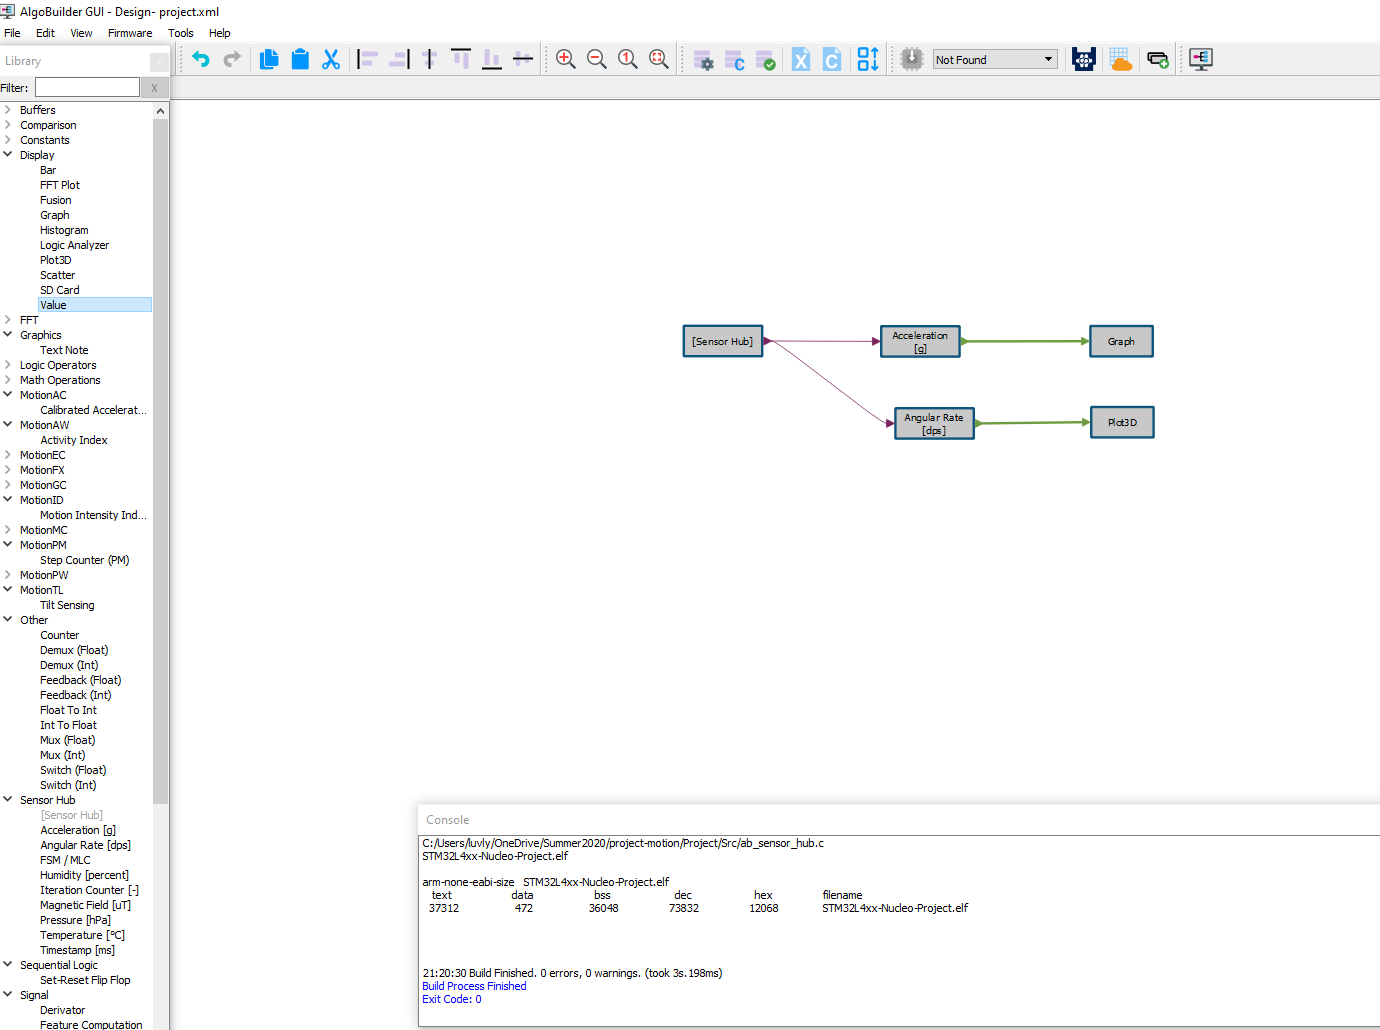 AlgoBuilder GUI - Design- project.xml
File Edit View Firmware Tools Help
Library
Filter:
X
Not Found
Buffers
Comparison
Constants
Display
Bar
FFT Plot
Fusion
Graph
Histogram
Logic Analyzer
Plot3D
Scatter
SD Card
Value
FFT
Graphics
Text Note
Logic Operators
Math Operations
MotionAC
Calibrated Accelerat...
MotionAW
Activity Index
MotionEC
MotionFX
MotionGC
MotionID
Motion Intensity Ind...
MotionMC
MotionPM
Step Counter (PM)
MotionPW
MotionTL
Tilt Sensing
Other
Counter
Demux (Float)
Demux (Int)
Feedback (Float)
Feedback (Int)
Float To Int
Int To Float
Mux (Float)
Mux (Int)
Switch (Float)
Switch (Int)
Sensor Hub
[Sensor Hub]
Acceleration [g]
Angular Rate [dps]
FSM / MLC
Humidity [percent]
Iteration Counter [-]
Magnetic Field [uT]
Pressure [hPa]
Temperature [°C]
Timestamp [ms]
Sequential Logic
Set-Reset Flip Flop
Signal
Derivator
Feature Computation
[Sensor Hub]
Acceleration
[g]
Graph
Angular Rate
[dps]
Plot3D
Console
C:/Users/luvly/OneDrive/Summer2020/project-motion/Project/Src/ab_sensor_hub.c
STM32L4xx-Nucleo-Project.elf
arm-none-eabi-size STM32L4xx-Nucleo-Project.elf
text data bss dec hex filename
37312 472 36048 73832 12068 STM32L4xx-Nucleo-Project.elf
21:20:30 Build Finished. 0 errors, 0 warnings. (took 3s.198ms)
Build Process Finished
Exit Code: 0